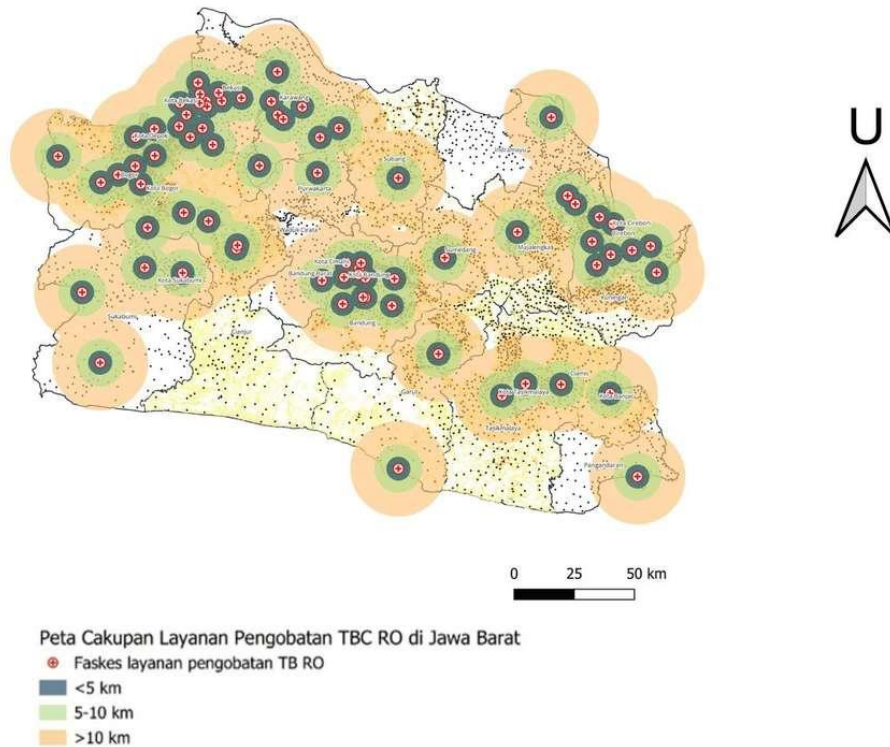 U
Bekasi
Kota Bekasi
Karawang
Indramayu
Kota Depok
Subang
Bogor
Kota Bogor
Purwakarta
Kota Cirebon
Cirebon
Waduk Cirata
Majalengka
Sumedang
Kota Cimahi
Bandung Barat
Kota Bandung
Kota Sukabumi
Kuningan
Sukabumi
Cianjur
Bandung
Ciamis
Garut
Kota Tasikmalaya
Kota Banjar
Tasikmalaya
Pangandaran
0 25 50 km
Peta Cakupan Layanan Pengobatan TBC RO di Jawa Barat
Faskes layanan pengobatan TB RO
<5 km
5-10 km
>10 km